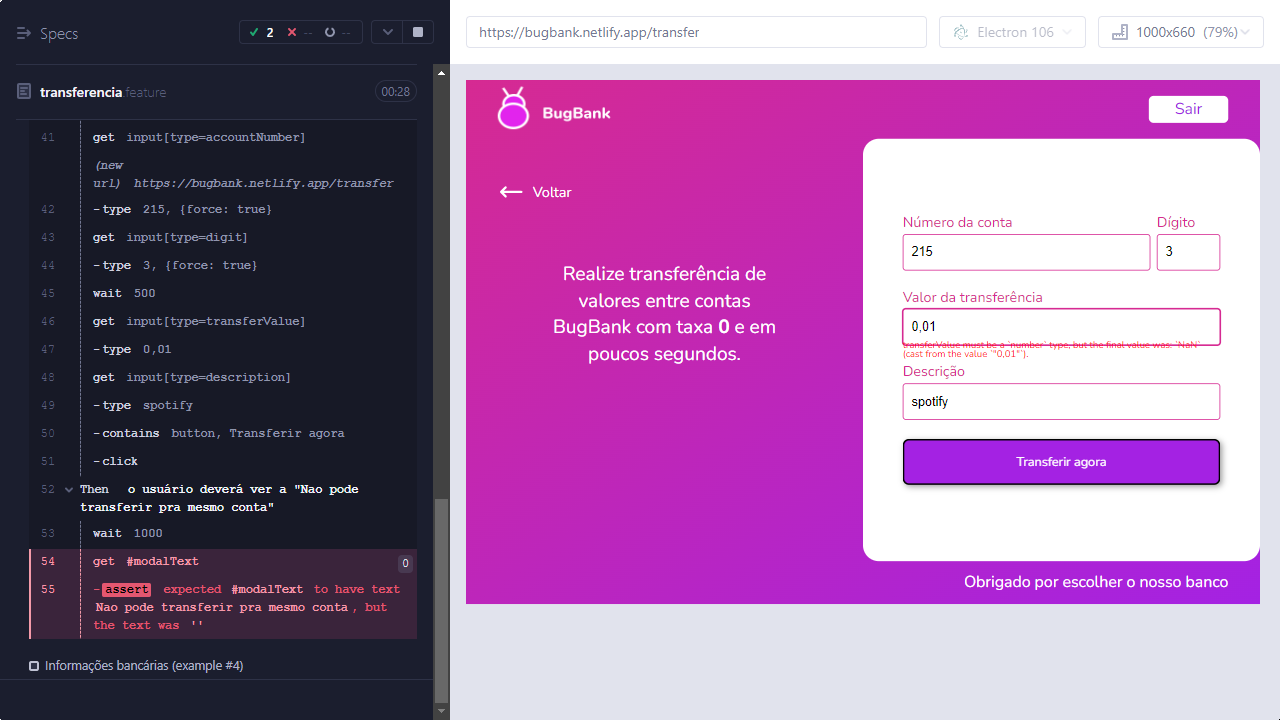 Specs
2
--
--
transferencia.feature
00:28
41 get input[type=accountNumber]
(new
url) https://bugbank.netlify.app/transfer
42 -type 215, {force: true}
43 get input[type=digit]
44 -type 3, {force: true}
45 wait 500
46 get input[type=transferValue]
47 -type 0,01
48 get input[type=description]
49 -type spotify
50 -contains button, Transferir agora
51 -click
52 Then o usuário deverá ver a "Nao pode
transferir pra mesmo conta"
53 wait 1000
54 get #modalText 0
55 -assert expected #modalText to have text
Nao pode transferir pra mesmo conta, but
the text was ''
Informações bancárias (example #4)
https://bugbank.netlify.app/transfer
Electron 106
1000x660 (79%)
BugBank
Sair
Voltar
Realize transferência de
valores entre contas
BugBank com taxa 0 e em
poucos segundos.
Número da conta
Dígito
215
3
Valor da transferência
0,01
transferValue must be a `number` type, but the final value was: `NaN`
(cast from the value `"0,01"`).
Descrição
spotify
Transferir agora
Obrigado por escolher o nosso banco